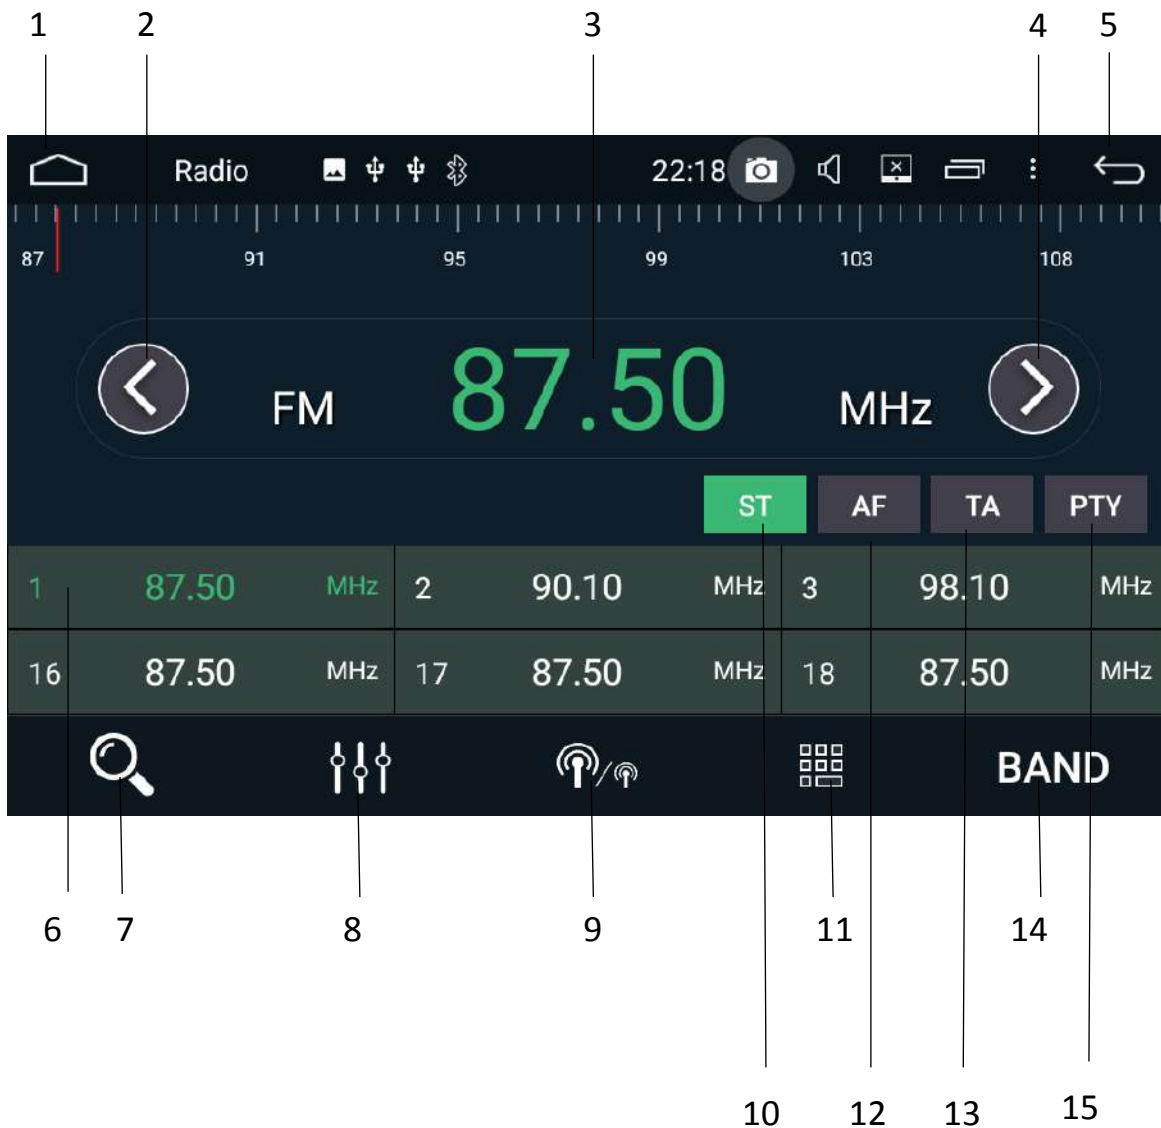 1 2 3 4 5
Radio 22:18
87 91 95 99 103 108
FM 87.50 MHz
ST AF TA PTY
1 87.50 MHz 2 90.10 MHz 3 98.10 MHz
16 87.50 MHz 17 87.50 MHz 18 87.50 MHz
BAND
6 7 8 9 11 14
10 12 13 15